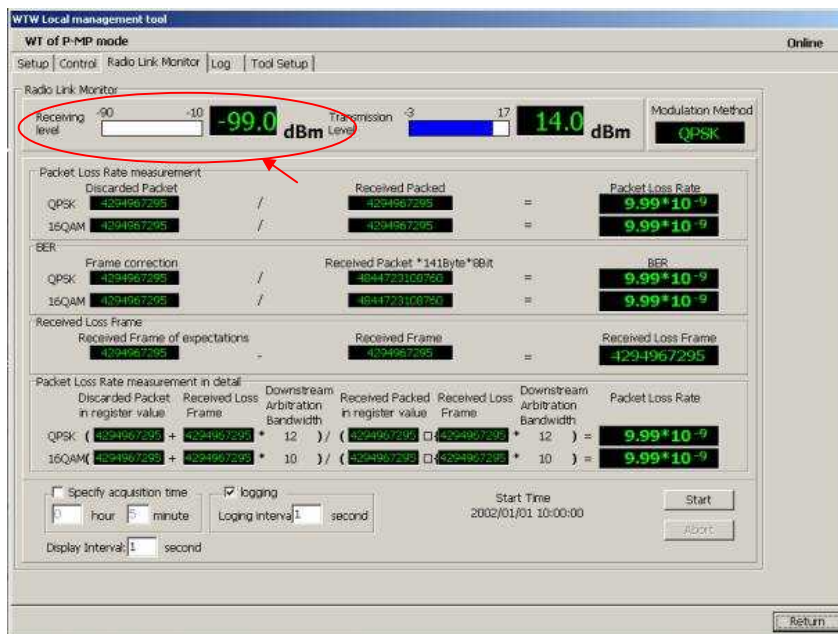 WTW Local management tool
WT of P-MP mode
Online
Setup Control Radio Link Monitor Log Tool Setup
Radio Link Monitor
Receiving level -90 -10 -99.0 dBm Transmission Level -3 17 14.0 dBm Modulation Method QPSK
Packet Loss Rate measurement
Discarded Packet Received Packed Packet Loss Rate
QPSK 4294967295 / 4294967295 = 9.99*10 -9
16QAM 4294967295 / 4294967295 = 9.99*10 -9
BER
Frame correction Received Packet *141Byte*8Bit BER
QPSK 4294967295 / 4844723108760 = 9.99*10 -9
16QAM 4294967295 / 4844723108760 = 9.99*10 -9
Received Loss Frame
Received Frame of expectations Received Frame Received Loss Frame
4294967295 - 4294967295 = 4294967295
Packet Loss Rate measurement in detail
Discarded Packet in register value Received Loss Frame Downstream Arbitration Bandwidth Received Packed in register value Received Loss Frame Downstream Arbitration Bandwidth Packet Loss Rate
QPSK ( 4294967295 + 4294967295 * 12 ) / ( 4294967295 □{ 4294967295 * 12 ) = 9.99*10 -9
16QAM( 4294967295 + 4294967295 * 10 ) / ( 4294967295 □{ 4294967295 * 10 ) = 9.99*10 -9
Specify acquisition time
0 hour 5 minute
logging
Loging interval 1 second
Start Time
2002/01/01 10:00:00
Start
Abort
Display Interval: 1 second
Return